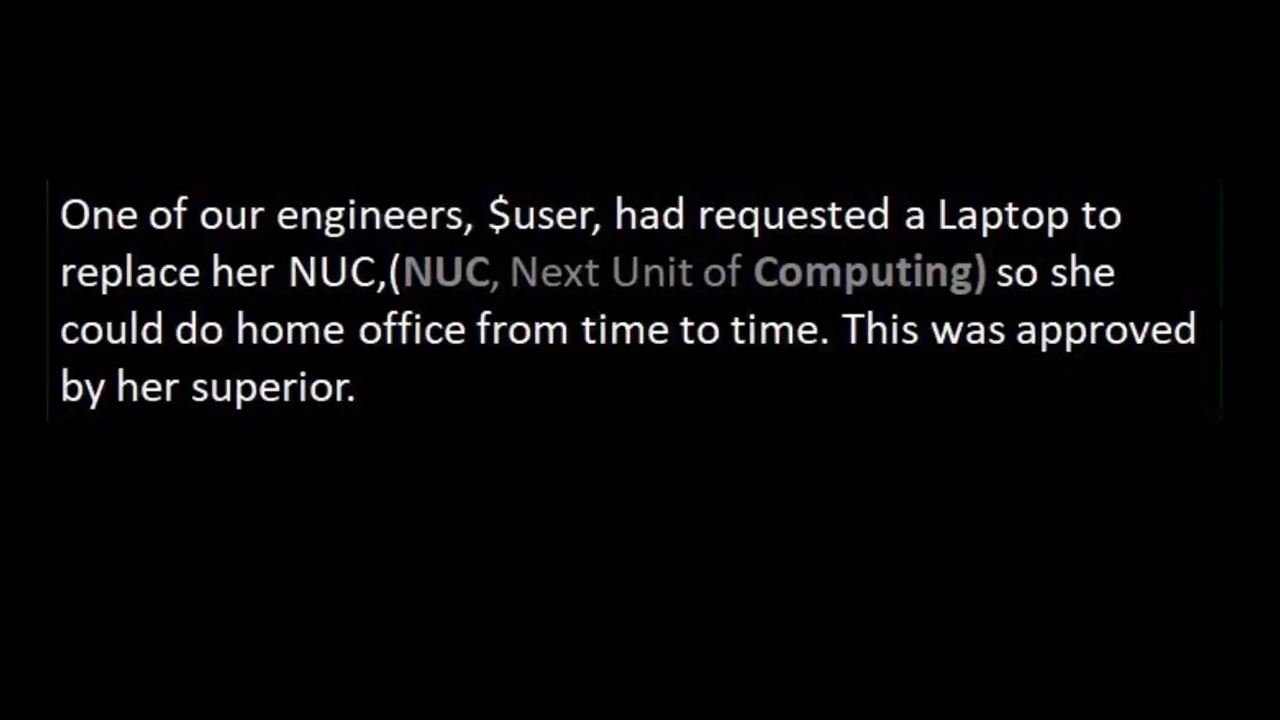 One of our engineers, $user, had requested a Laptop to
replace her NUC,(NUC, Next Unit of Computing) so she
could do home office from time to time. This was approved
by her superior.